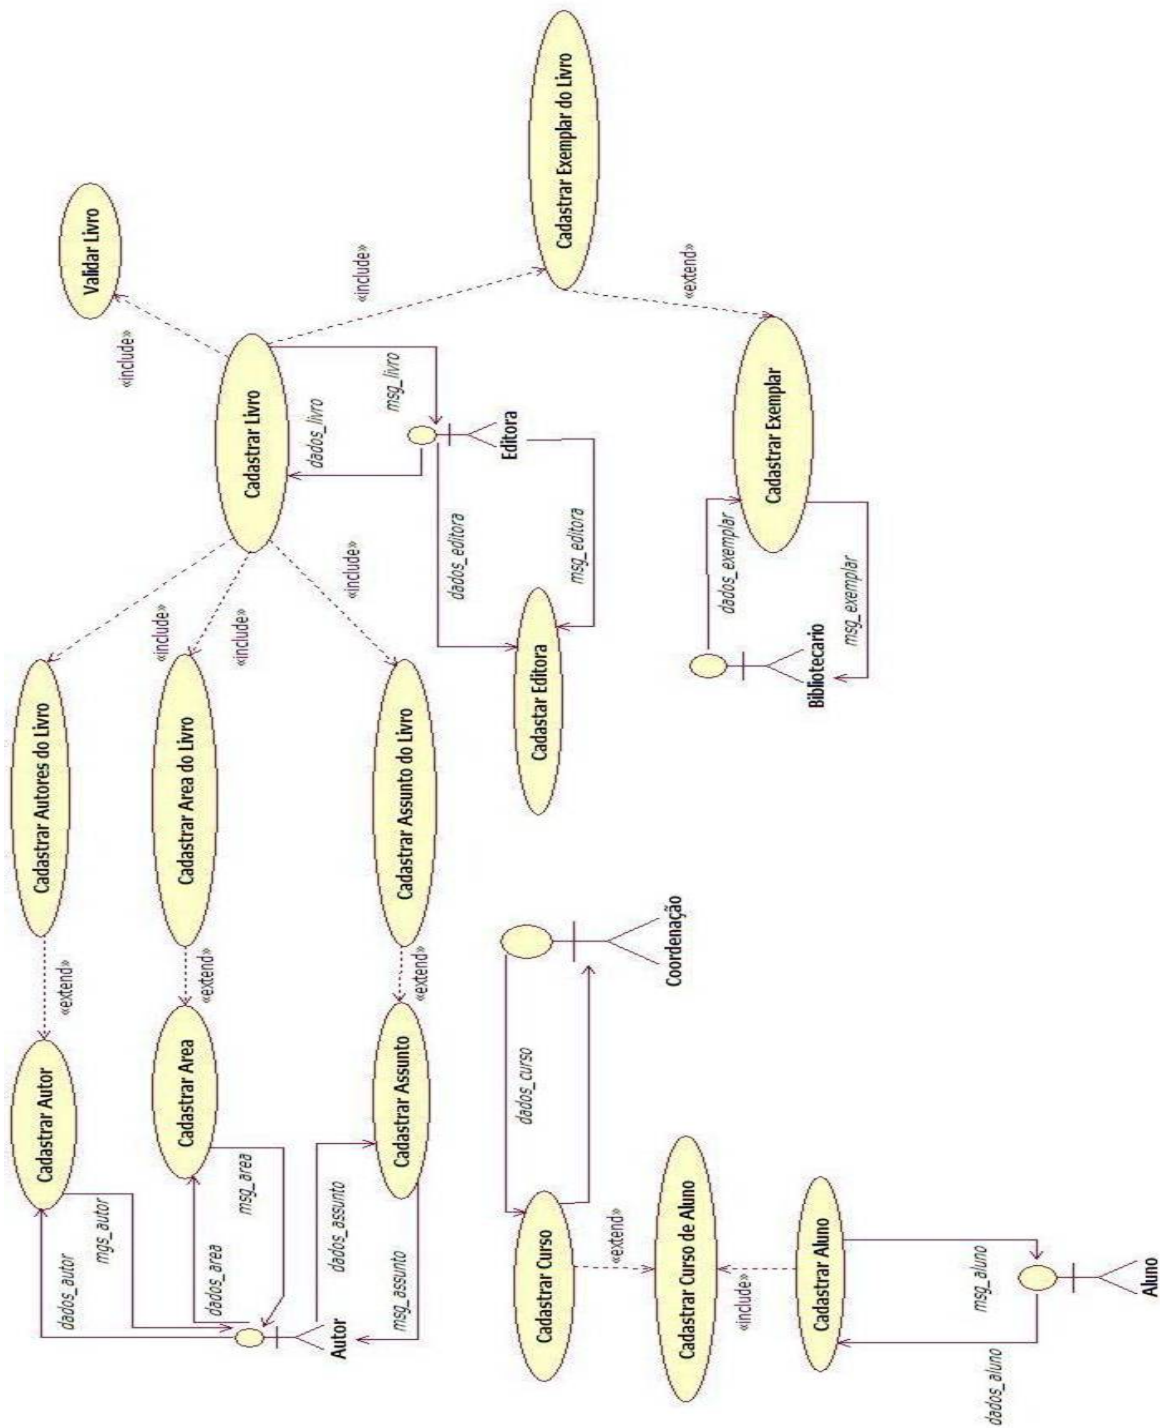 Validar Livro
«include»
Cadastrar Exemplar do Livro
«include»
«extend»
Cadastrar Livro
dados_livro
msg_livro
Editora
Cadastrar Exemplar
«include»
«include»
«include»
dados_editora
msg_editora
dados_exemplar
msg_exemplar
Bibliotecario
Cadastar Editora
Cadastrar Autores do Livro
Cadastrar Area do Livro
Cadastrar Assunto do Livro
«extend»
«extend»
«extend»
Coordenação
Cadastrar Autor
Cadastrar Area
Cadastrar Assunto
dados_curso
dados_autor
mgs_autor
dados_area
msg_area
dados_assunto
msg_assunto
Autor
Cadastrar Curso
«extend»
Cadastrar Curso de Aluno
«include»
Cadastrar Aluno
msg_aluno
dados_aluno
Aluno